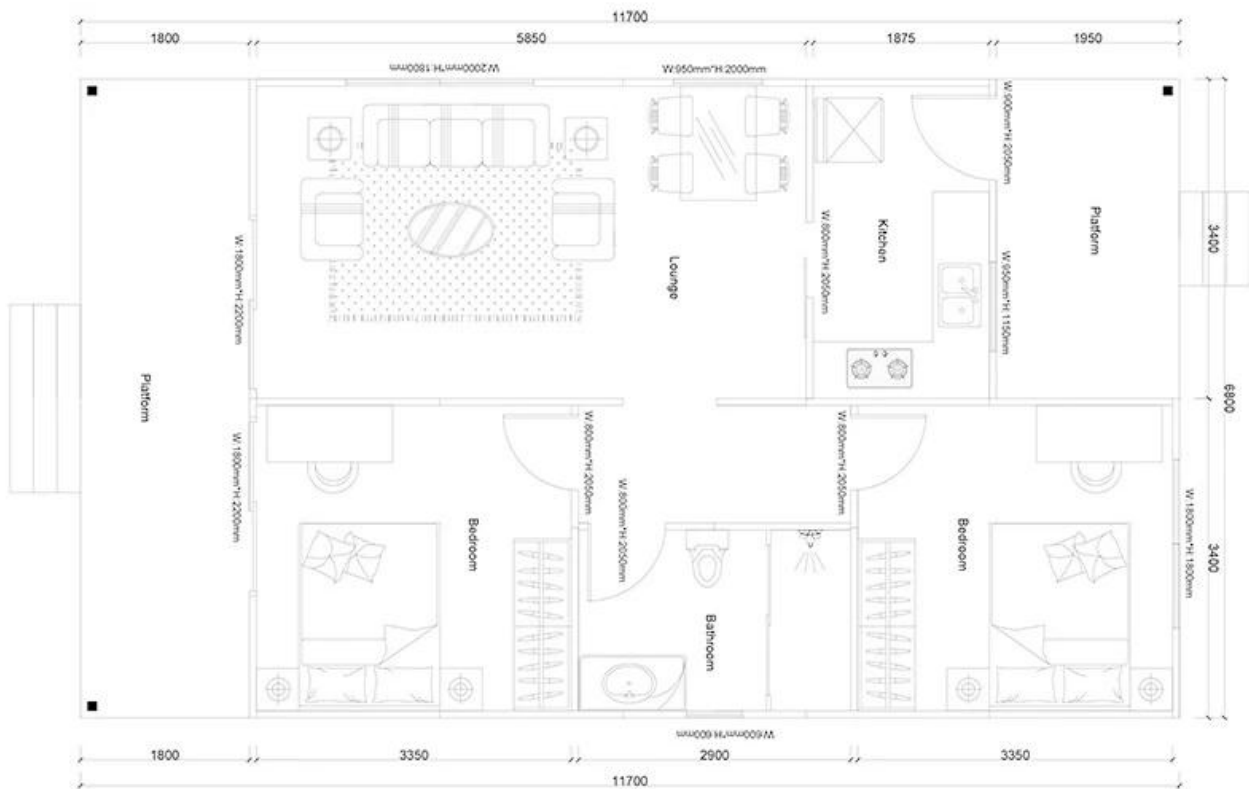 11700
1800
5850
1875
1950
W:2000mm*H:1800mm
W:950mm*H:2000mm
W:900mm*H:2050mm
3400
Kitchen
Platform
W:800mm*H:2050mm
W:1800mm*H:2200mm
Lounge
W:950mm*H:1150mm
Platform
6800
W:1800mm*H:2200mm
W:800mm*H:2050mm
W:800mm*H:2050mm
W:800mm*H:2050mm
Bedroom
Bedroom
W:1800mm*H:1800mm
3400
Bathroom
W:600mm*H:600mm
1800
3350
2900
3350
11700